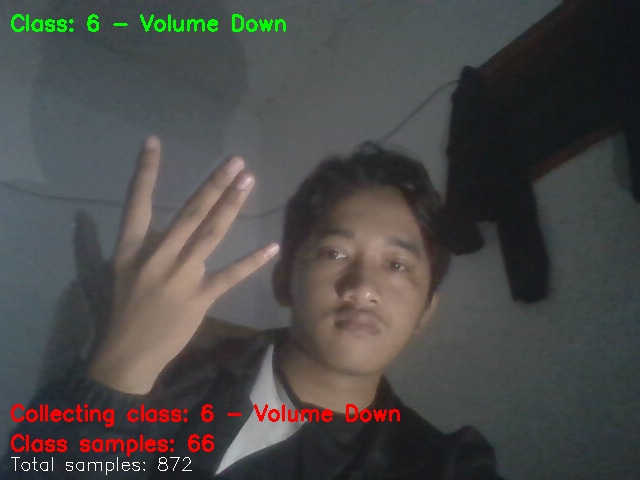 Class: 6 - Volume Down
Collecting class: 6 - Volume Down
Class samples: 66
Total samples: 872